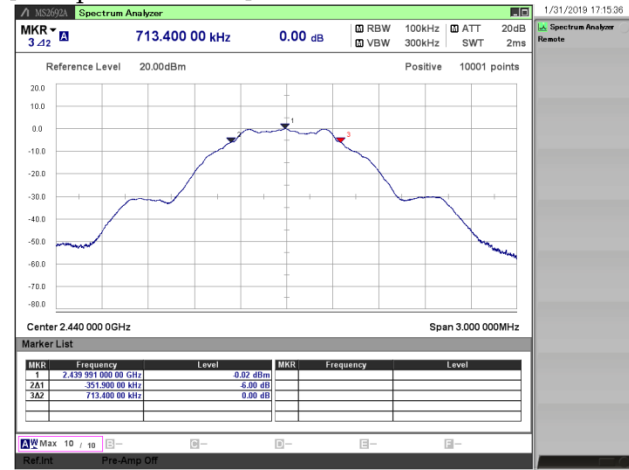 MS2692A Spectrum Analyzer
1/31/2019 17:15:36
MKR
3Δ2 A 713.400 00 kHz 0.00 dB
M RBW 100kHz M ATT 20dB
M VBW 300kHz SWT 2ms
Spectrum Analyzer
Remote
Reference Level 20.00dBm Positive 10001 points
20.0
10.0
0.0
-10.0
-20.0
-30.0
-40.0
-50.0
-60.0
-70.0
-80.0
1
2
3
Center 2.440 000 0GHz Span 3.000 000MHz
Marker List
MKR Frequency Level MKR Frequency Level
1 2.439 991 000 00 GHz -0.02 dBm
2Δ1 -351.900 00 kHz -6.00 dB
3Δ2 713.400 00 kHz 0.00 dB
A W Max 10 / 10 B — C — D — E — F —
Ref.Int Pre-Amp Off